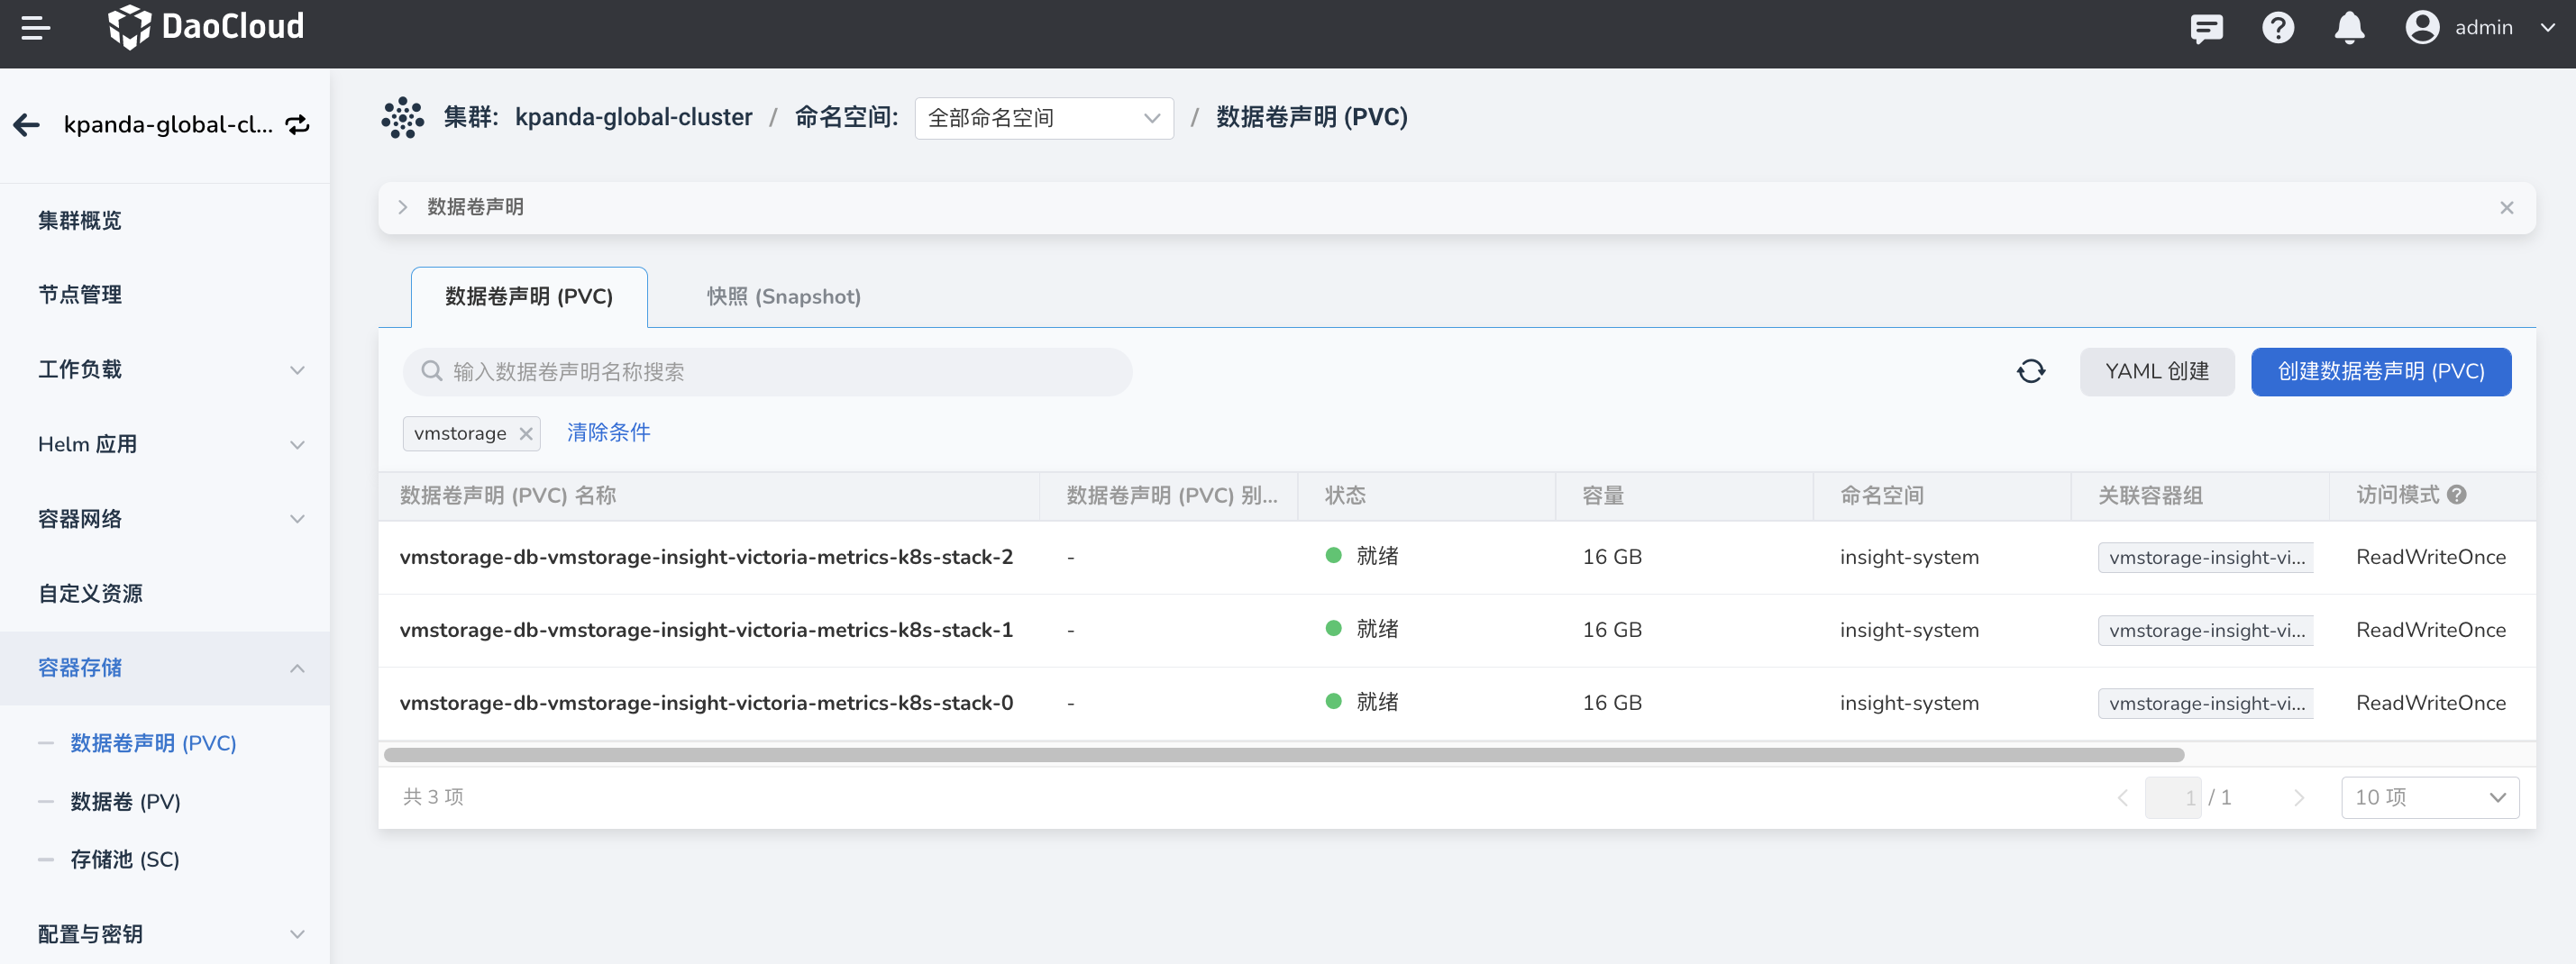 DaoCloud
admin
kpanda-global-cl...
集群: kpanda-global-cluster / 命名空间: 全部命名空间 / 数据卷声明 (PVC)
集群概览
节点管理
工作负载
Helm 应用
容器网络
自定义资源
容器存储
数据卷声明 (PVC)
数据卷 (PV)
存储池 (SC)
配置与密钥
数据卷声明
数据卷声明 (PVC) 快照 (Snapshot)
输入数据卷声明名称搜索
YAML 创建 创建数据卷声明 (PVC)
vmstorage 清除条件
数据卷声明 (PVC) 名称 数据卷声明 (PVC) 别... 状态 容量 命名空间 关联容器组 访问模式
vmstorage-db-vmstorage-insight-victoria-metrics-k8s-stack-2 - 就绪 16 GB insight-system vmstorage-insight-vi... ReadWriteOnce
vmstorage-db-vmstorage-insight-victoria-metrics-k8s-stack-1 - 就绪 16 GB insight-system vmstorage-insight-vi... ReadWriteOnce
vmstorage-db-vmstorage-insight-victoria-metrics-k8s-stack-0 - 就绪 16 GB insight-system vmstorage-insight-vi... ReadWriteOnce
共 3 项 1 / 1 10 项